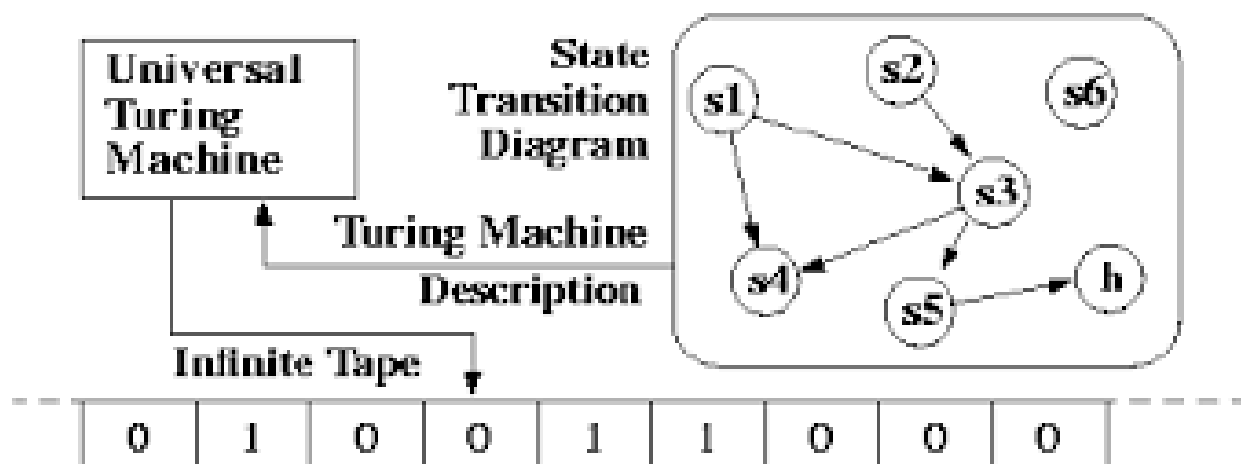 Universal
Turing
Machine
State
Transition
Diagram
s1
s2
s6
s3
s4
s5
h
Turing Machine
Description
Infinite Tape
0 1 0 0 1 1 0 0 0